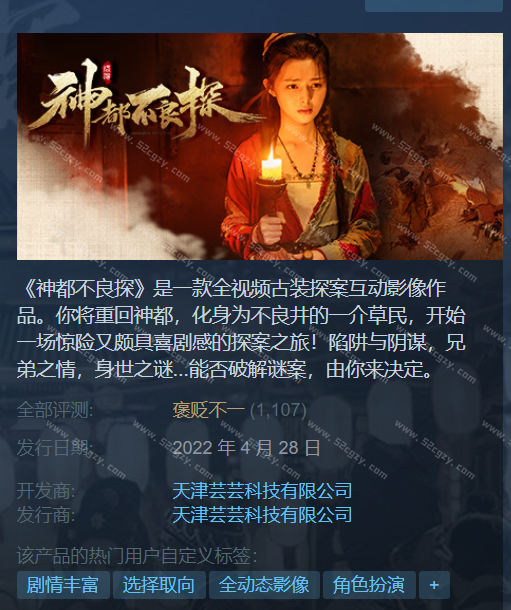 神都不良探
《神都不良探》是一款全视频古装探案互动影像作
品。你将重回神都，化身为不良井的一介草民，开始
一场惊险又颇具喜剧感的探案之旅！陷阱与阴谋，兄
弟之情，身世之谜...能否破解谜案，由你来决定。
全部评测: 褒贬不一 (1,107)
发行日期: 2022 年 4 月 28 日
开发商: 天津芸芸科技有限公司
发行商: 天津芸芸科技有限公司
该产品的热门用户自定义标签:
剧情丰富 选择取向 全动态影像 角色扮演 +
www.52cgzy.com